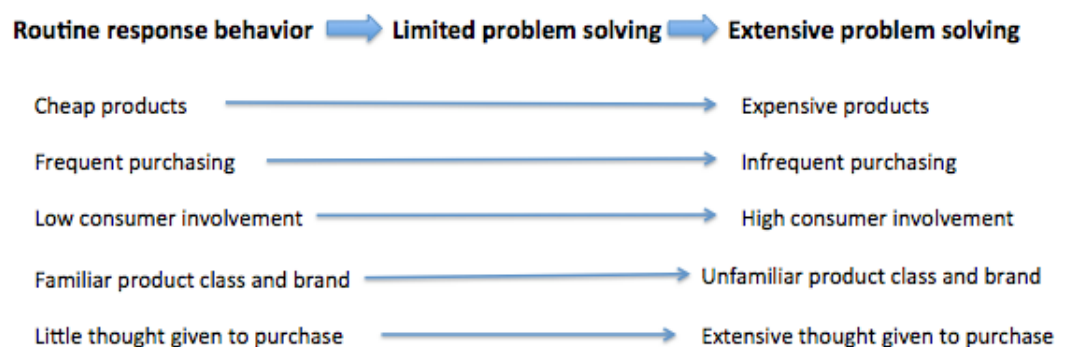 Routine response behavior Limited problem solving Extensive problem solving
Cheap products Expensive products
Frequent purchasing Infrequent purchasing
Low consumer involvement High consumer involvement
Familiar product class and brand Unfamiliar product class and brand
Little thought given to purchase Extensive thought given to purchase